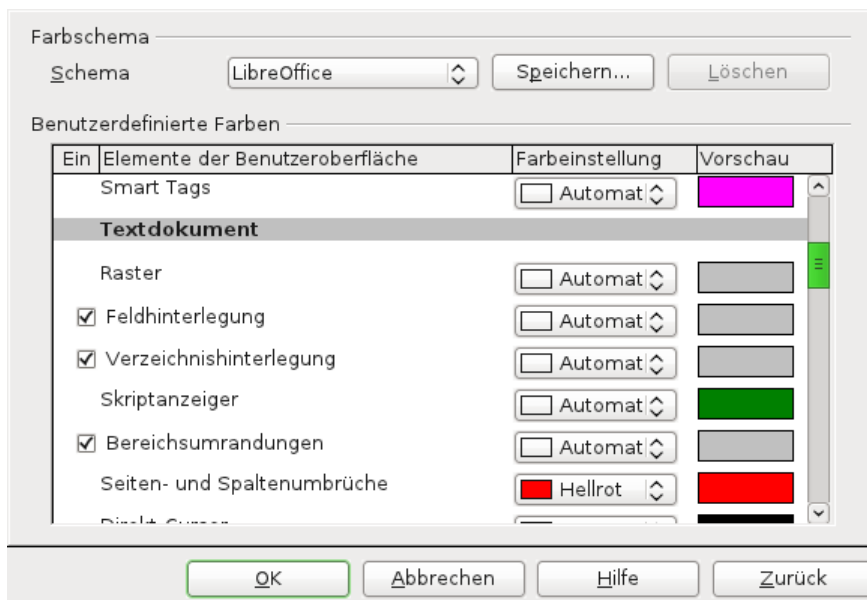 Farbschema
Schema LibreOffice Speichern... Löschen
Benutzerdefinierte Farben
Ein Elemente der Benutzeroberfläche Farbeinstellung Vorschau
Smart Tags Automat
Textdokument
Raster Automat
Feldhinterlegung Automat
Verzeichnishinterlegung Automat
Skriptanzeiger Automat
Bereichsumrandungen Automat
Seiten- und Spaltenumbrüche Hellrot
OK Abbrechen Hilfe Zurück